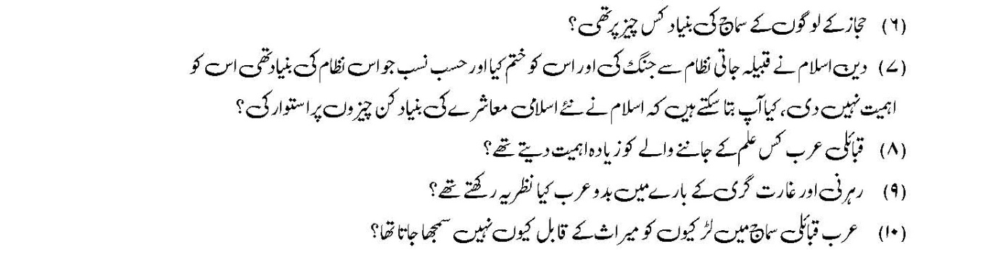 (۶) حجاز کے لوگوں کے سماج کی بنیاد کس چیز پر تھی؟
(۷) دین اسلام نے قبیلہ جاتی نظام سے جنگ کی اور اس کو ختم کیا اور حسب نسب جو اس نظام کی بنیاد تھی اس کو
اہمیت نہیں دی، کیا آپ بتا سکتے ہیں کہ اسلام نے نئے اسلامی معاشرے کی بنیاد کن چیزوں پر استوار کی؟
(۸) قبائلی عرب کس علم کے جاننے والے کو زیادہ اہمیت دیتے تھے؟
(۹) رہزنی اور غارت گری کے بارے میں بدو عرب کیا نظریہ رکھتے تھے؟
(۱۰) عرب قبائلی سماج میں لڑکیوں کو میراث کے قابل کیوں نہیں سمجھا جاتا تھا؟